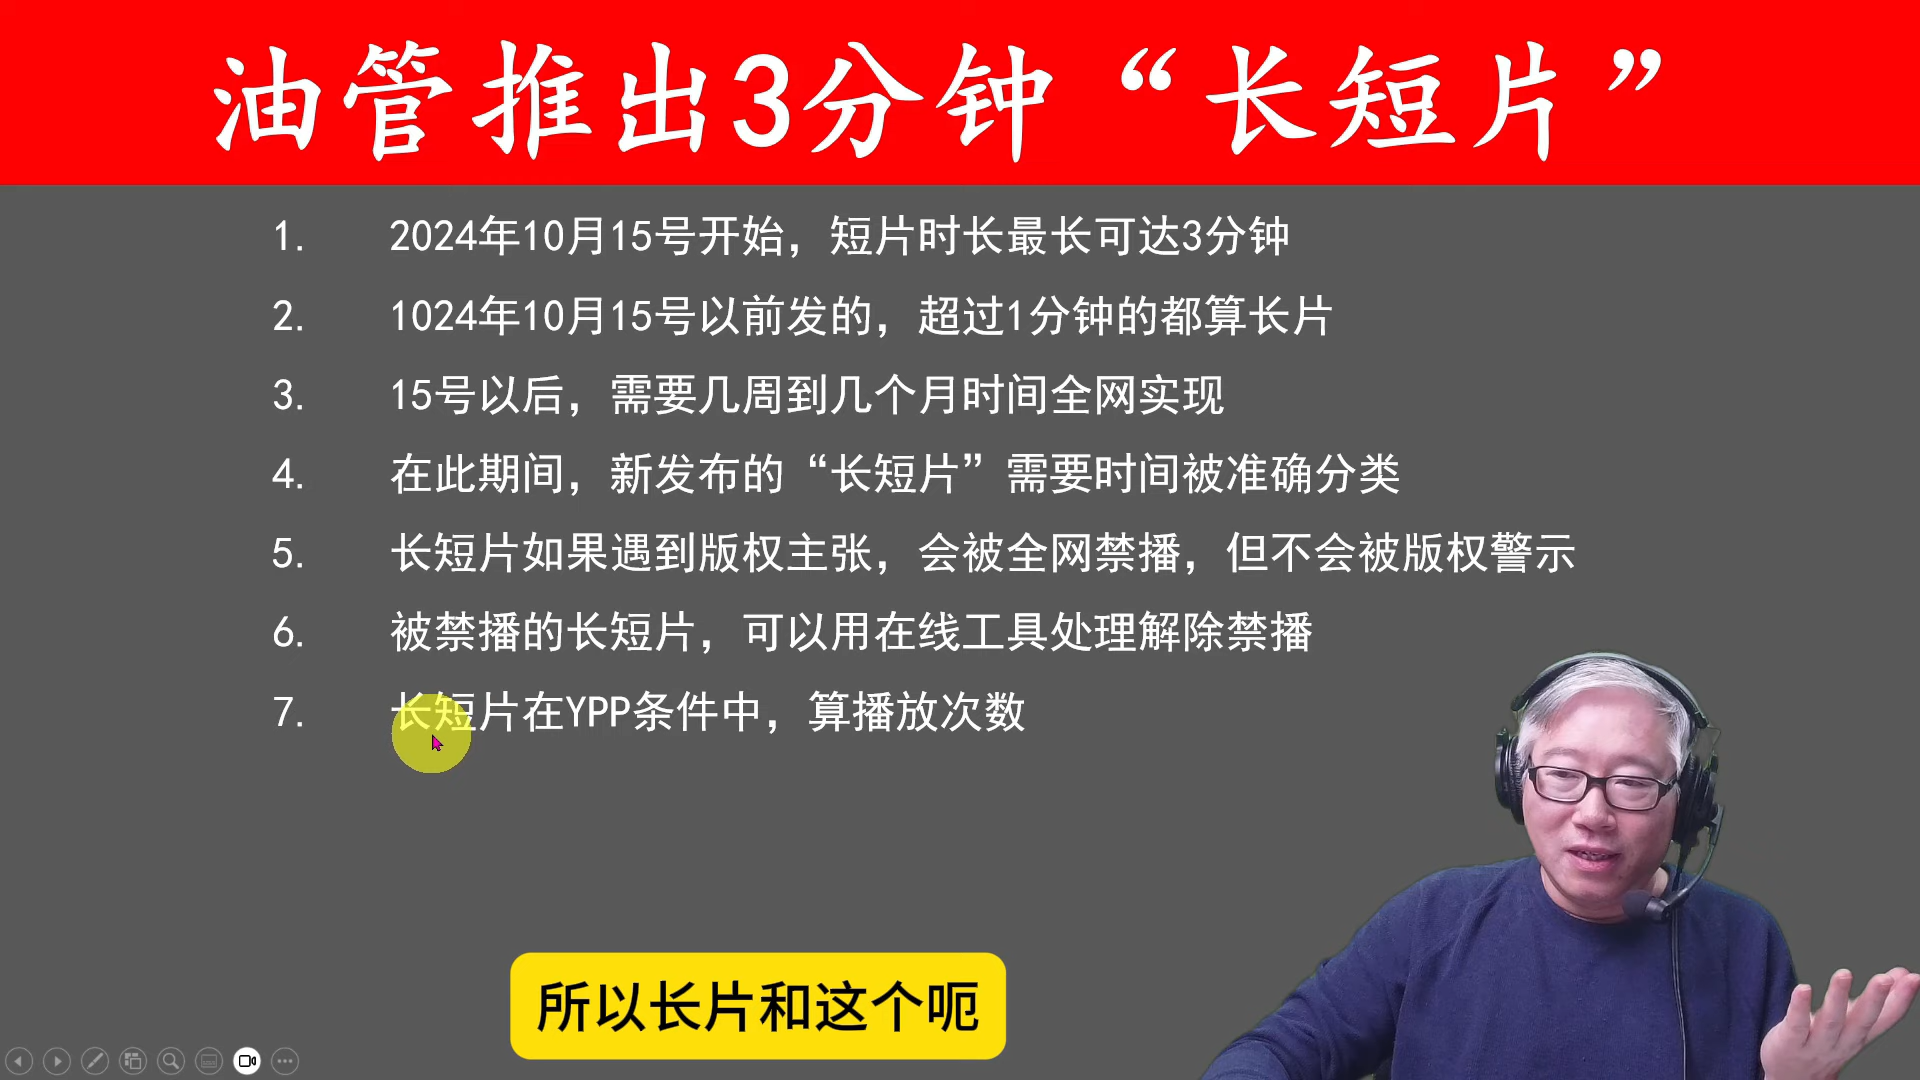 油管推出3分钟“长短片”
1. 2024年10月15号开始，短片时长最长可达3分钟
2. 1024年10月15号以前发的，超过1分钟的都算长片
3. 15号以后，需要几周到几个月时间全网实现
4. 在此期间，新发布的“长短片”需要时间被准确分类
5. 长短片如果遇到版权主张，会被全网禁播，但不会被版权警示
6. 被禁播的长短片，可以用在线工具处理解除禁播
7. 长短片在YPP条件中，算播放次数
所以长片和这个呃